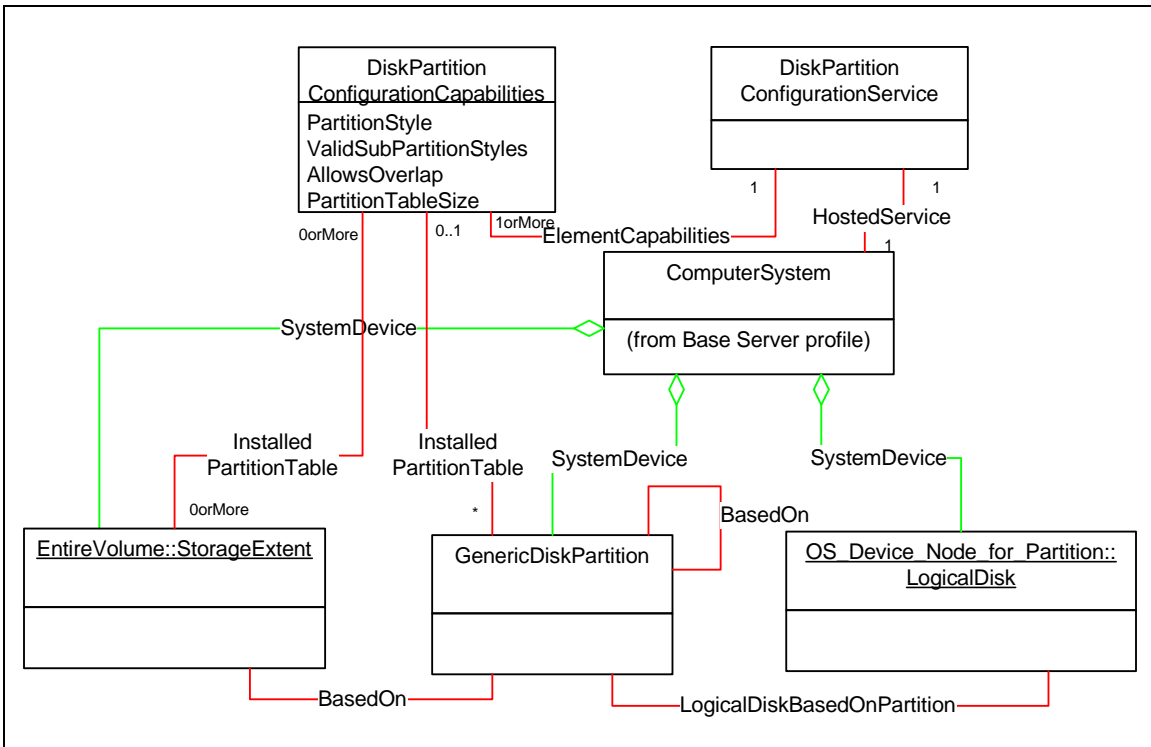 DiskPartition
ConfigurationCapabilities
PartitionStyle
ValidSubPartitionStyles
AllowsOverlap
PartitionTableSize
DiskPartition
ConfigurationService
0orMore
0..1
1orMore
ElementCapabilities
1
1
HostedService
1
ComputerSystem
(from Base Server profile)
SystemDevice
Installed
PartitionTable
Installed
PartitionTable
SystemDevice
SystemDevice
0orMore
*
BasedOn
EntireVolume::StorageExtent
GenericDiskPartition
OS_Device_Node_for_Partition::
LogicalDisk
BasedOn
LogicalDiskBasedOnPartition